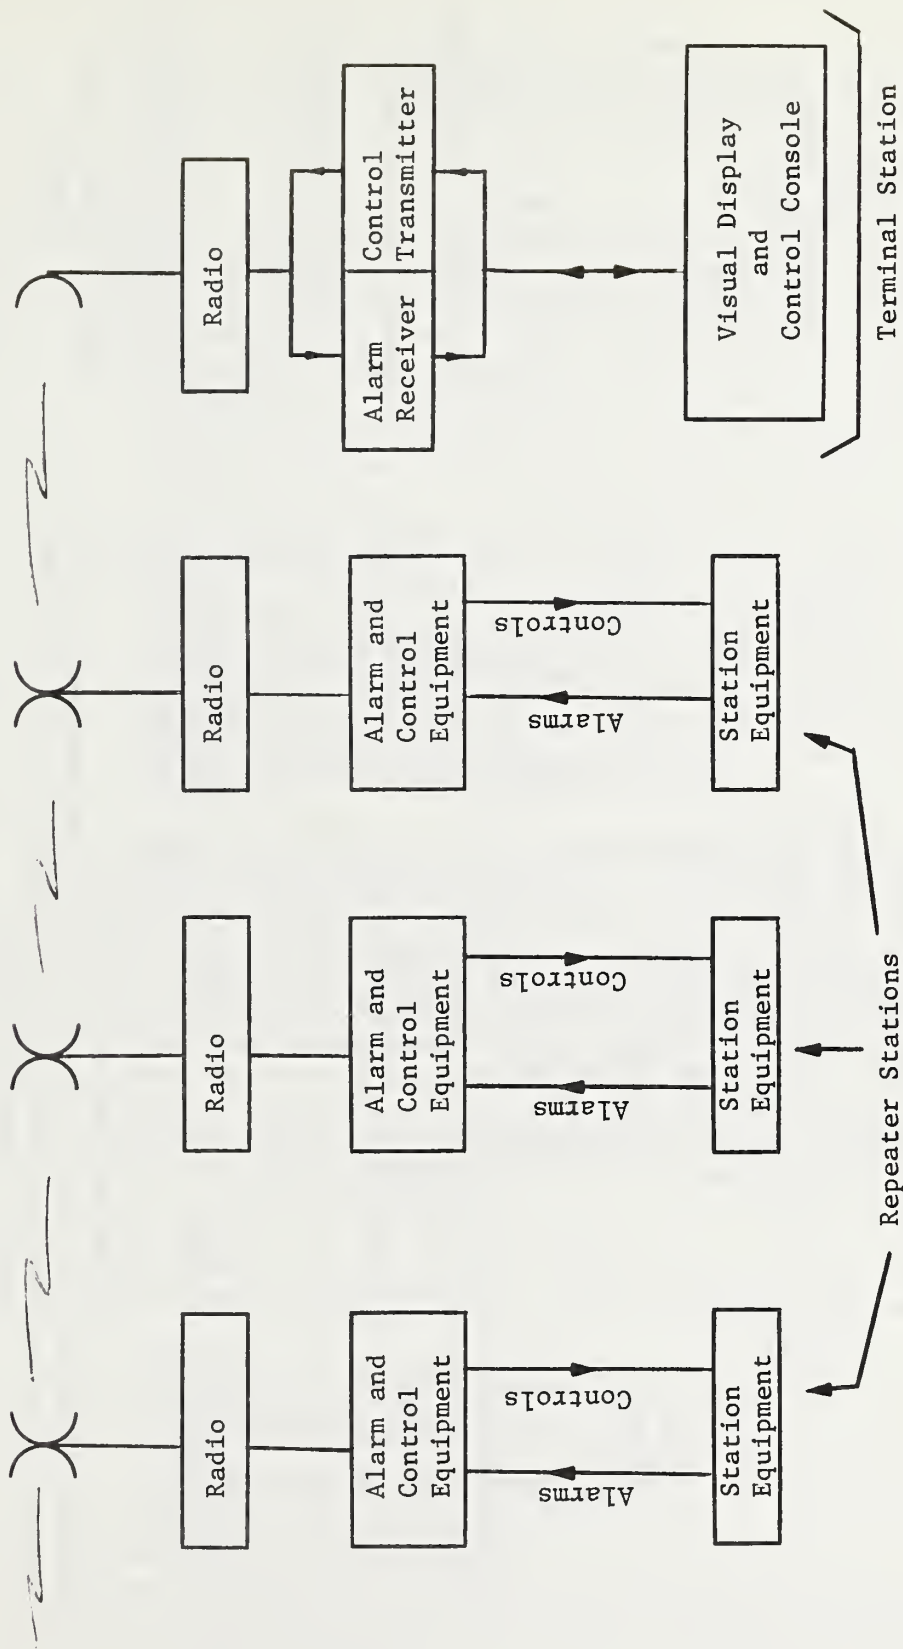 Radio
Alarm and
Control
Equipment
Alarms
Controls
Station
Equipment
Radio
Alarm and
Control
Equipment
Alarms
Controls
Station
Equipment
Radio
Alarm and
Control
Equipment
Alarms
Controls
Station
Equipment
Repeater Stations
Radio
Alarm
Receiver
Control
Transmitter
Visual Display
and
Control Console
Terminal Station